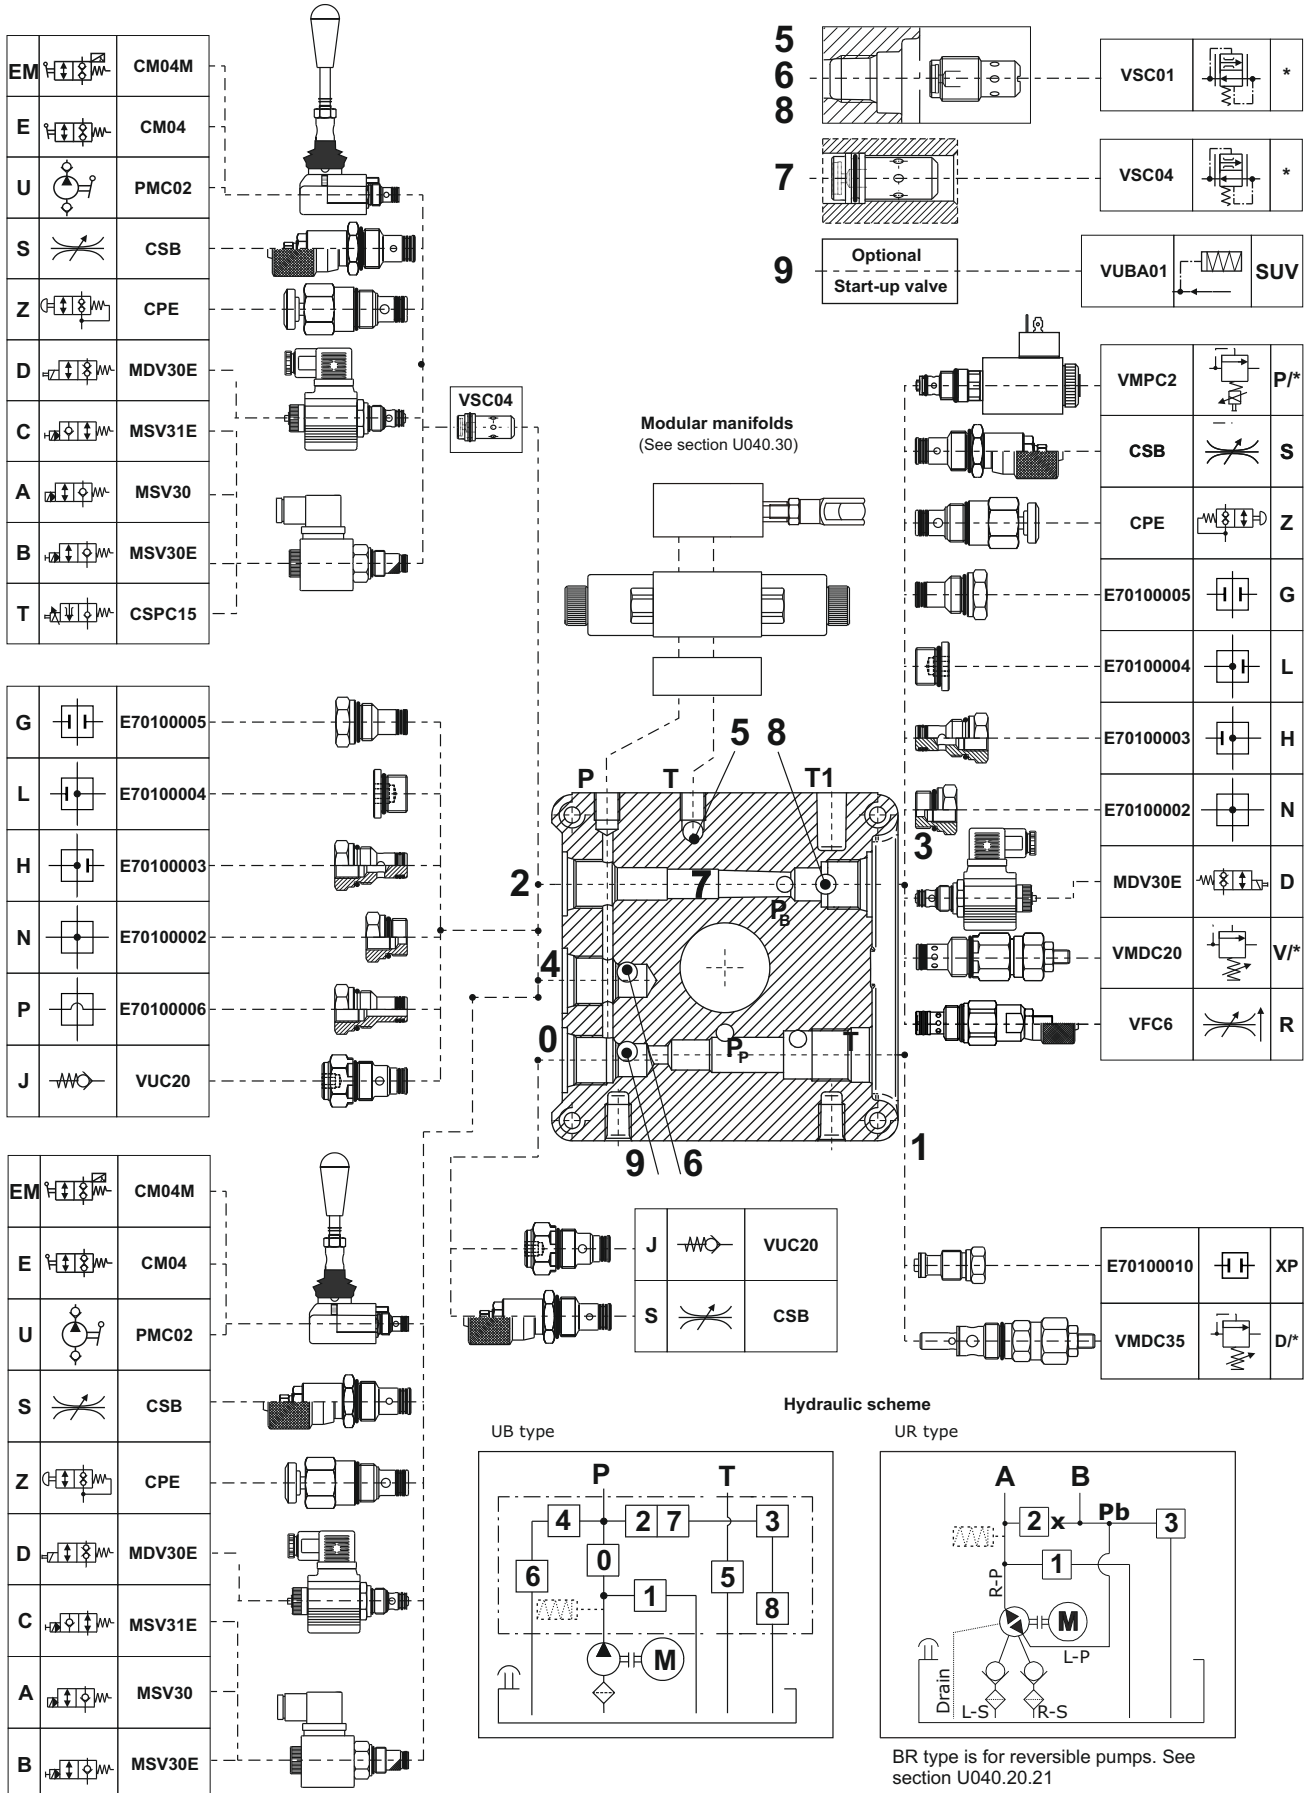 EM CM04M
E CM04
U PMC02
S CSB
Z CPE
D MDV30E
C MSV31E
A MSV30
B MSV30E
T CSPC15
VSC04
G E70100005
L E70100004
H E70100003
N E70100002
P E70100006
J VUC20
EM CM04M
E CM04
U PMC02
S CSB
Z CPE
D MDV30E
C MSV31E
A MSV30
B MSV30E
5
6
8
VSC01 *
7 VSC04 *
9 Optional
Start-up valve
VUBA01 SUV
Modular manifolds
(See section U040.30)
VMPC2 P/*
CSB S
CPE Z
E70100005 G
E70100004 L
E70100003 H
E70100002 N
MDV30E D
VMDC20 V/*
VFC6 R
5 8
P T T1
3
2 7
PB
4
0 PP T
9 6
1
J VUC20
S CSB
E70100010 XP
VMDC35 D/*
Hydraulic scheme
UB type
P T
4 2 7 3
0
6 1 5
8
M
UR type
A B
2 x Pb 3
1
R-P
M
L-P
Drain
L-S R-S
BR type is for reversible pumps. See
section U040.20.21